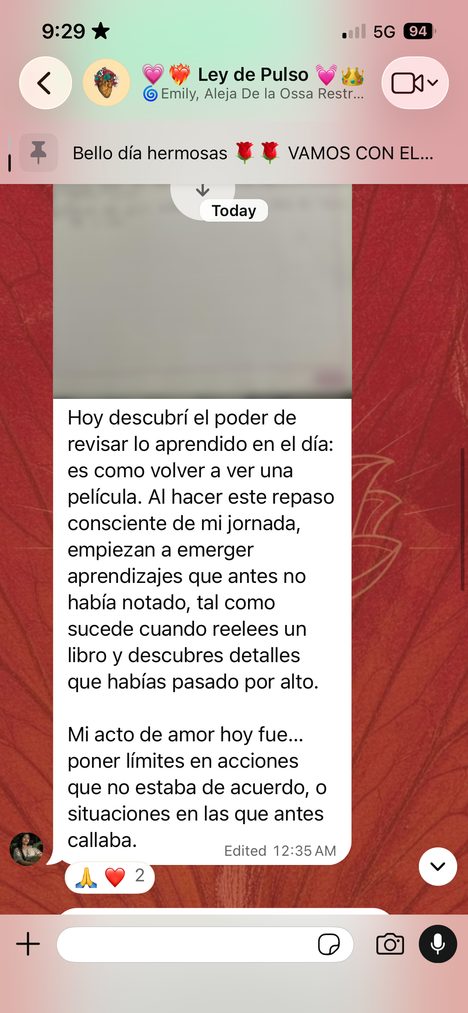 9:29 ★ 5G 94
💗❤️‍🔥 Ley de Pulso 💓👑
🌀Emily, Aleja De la Ossa Restr...
Bello día hermosas 🌹🌹 VAMOS CON EL...
Today
Hoy descubrí el poder de
revisar lo aprendido en el día:
es como volver a ver una
película. Al hacer este repaso
consciente de mi jornada,
empiezan a emerger
aprendizajes que antes no
había notado, tal como
sucede cuando reelees un
libro y descubres detalles
que habías pasado por alto.
Mi acto de amor hoy fue...
poner límites en acciones
que no estaba de acuerdo, o
situaciones en las que antes
callaba.
Edited 12:35 AM
🙏 ❤️ 2